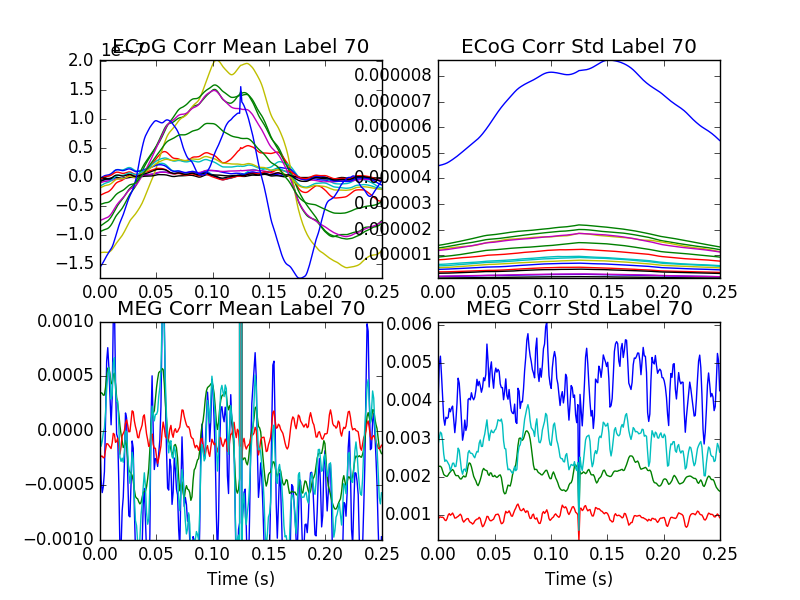 ECoG Corr Mean Label 70
1e−7
2.0
1.5
1.0
0.5
0.0
−0.5
−1.0
−1.5
0.00 0.05 0.10 0.15 0.20 0.25
ECoG Corr Std Label 70
0.000008
0.000007
0.000006
0.000005
0.000004
0.000003
0.000002
0.000001
0.00 0.05 0.10 0.15 0.20 0.25
MEG Corr Mean Label 70
0.0010
0.0005
0.0000
−0.0005
−0.0010
0.00 0.05 0.10 0.15 0.20 0.25
Time (s)
MEG Corr Std Label 70
0.006
0.005
0.004
0.003
0.002
0.001
0.00 0.05 0.10 0.15 0.20 0.25
Time (s)